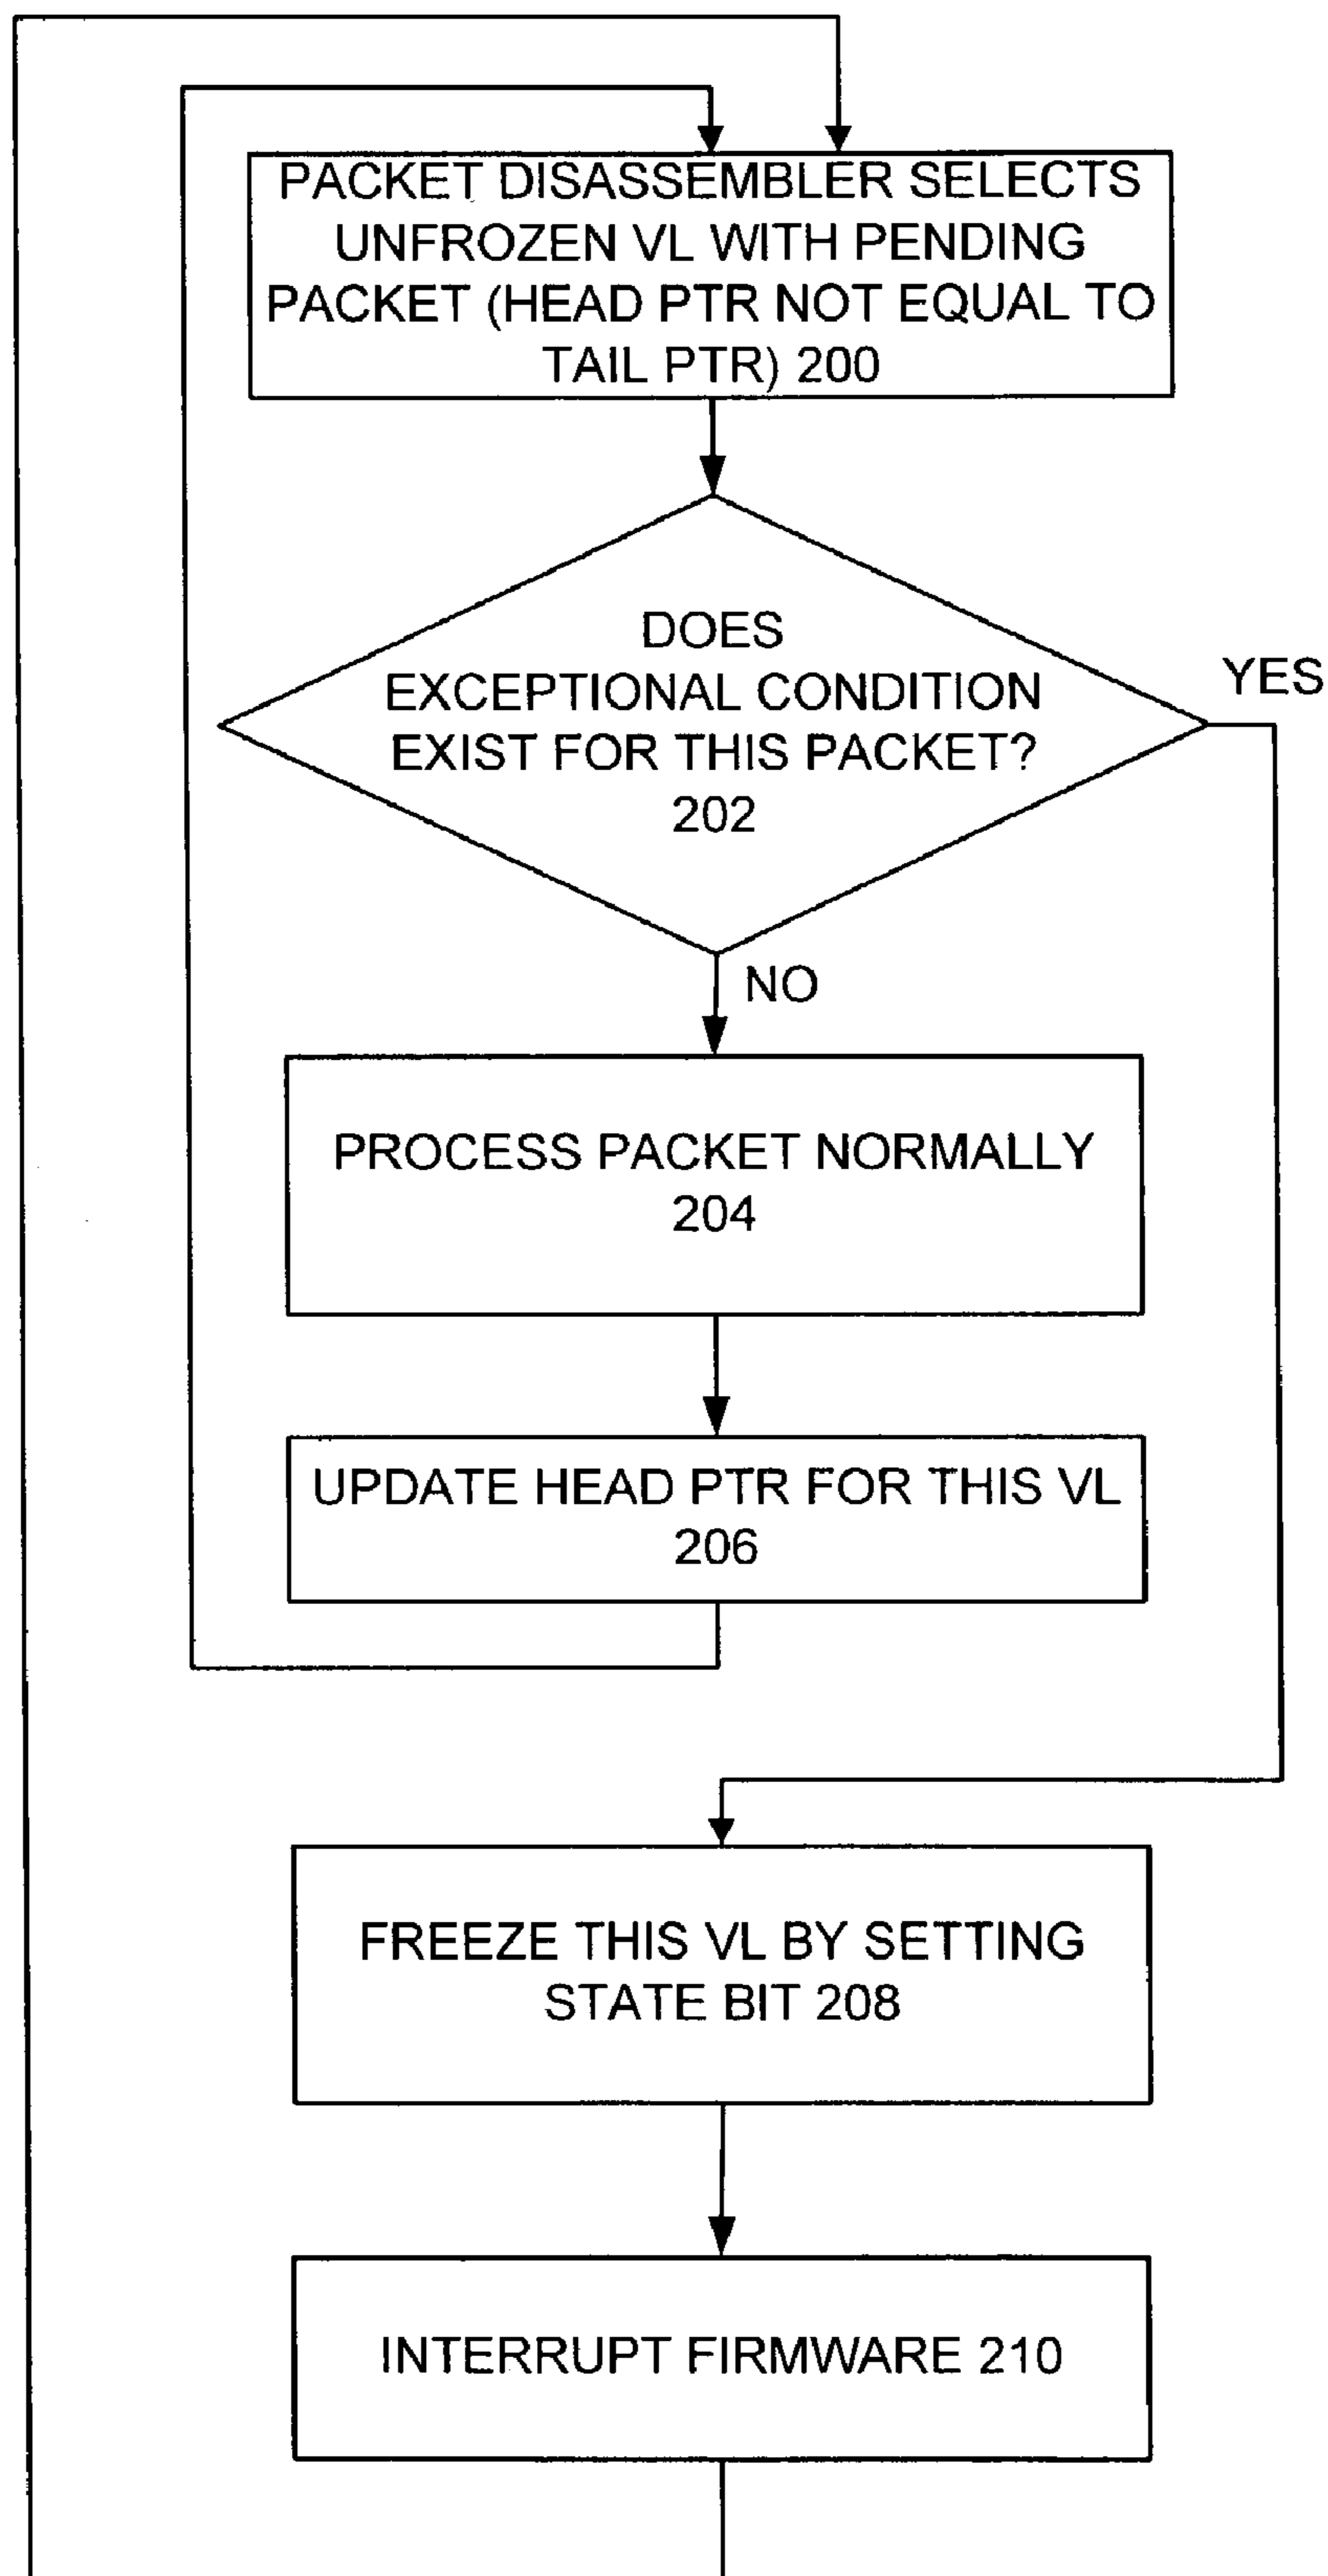 PACKET DISASSEMBLER SELECTS
UNFROZEN VL WITH PENDING
PACKET (HEAD PTR NOT EQUAL TO
TAIL PTR) 200
DOES
EXCEPTIONAL CONDITION
EXIST FOR THIS PACKET?
202
YES
NO
PROCESS PACKET NORMALLY
204
UPDATE HEAD PTR FOR THIS VL
206
FREEZE THIS VL BY SETTING
STATE BIT 208
INTERRUPT FIRMWARE 210